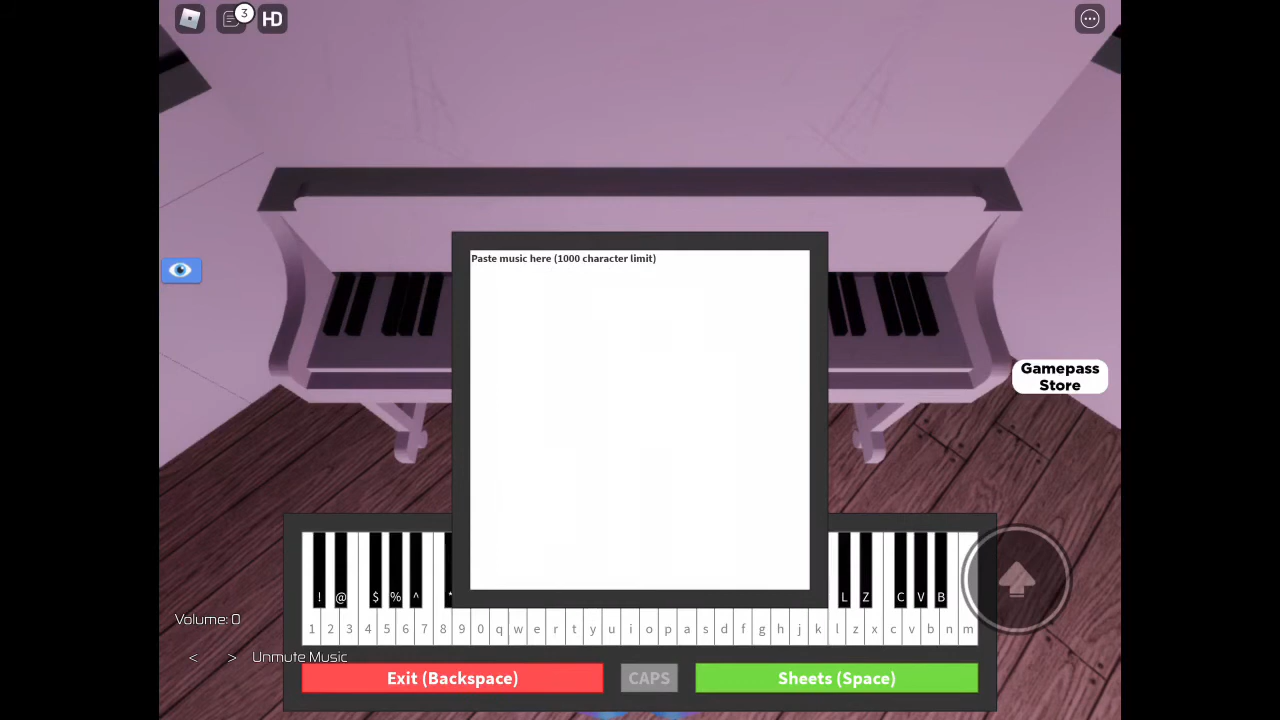 3
HD
Paste music here (1000 character limit)
Gamepass
Store
! @ $ % ^ * L Z C V B
1 2 3 4 5 6 7 8 9 0 q w e r t y u i o p a s d f g h j k l z x c v b n m
Volume: 0
< > Unmute Music
Exit (Backspace) CAPS Sheets (Space)